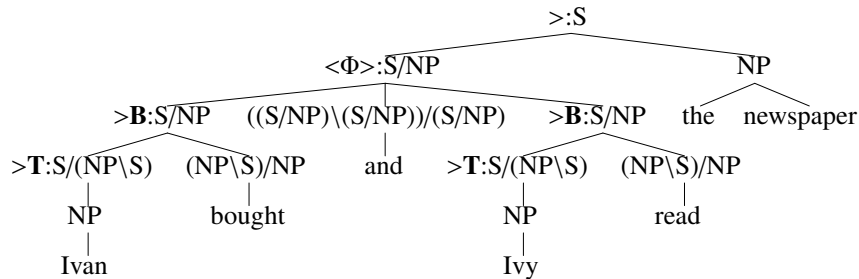 >:S
<Φ>:S/NP NP
>B:S/NP ((S/NP)\(S/NP))/(S/NP) >B:S/NP the newspaper
>T:S/(NP\S) (NP\S)/NP and >T:S/(NP\S) (NP\S)/NP
NP bought NP read
Ivan Ivy